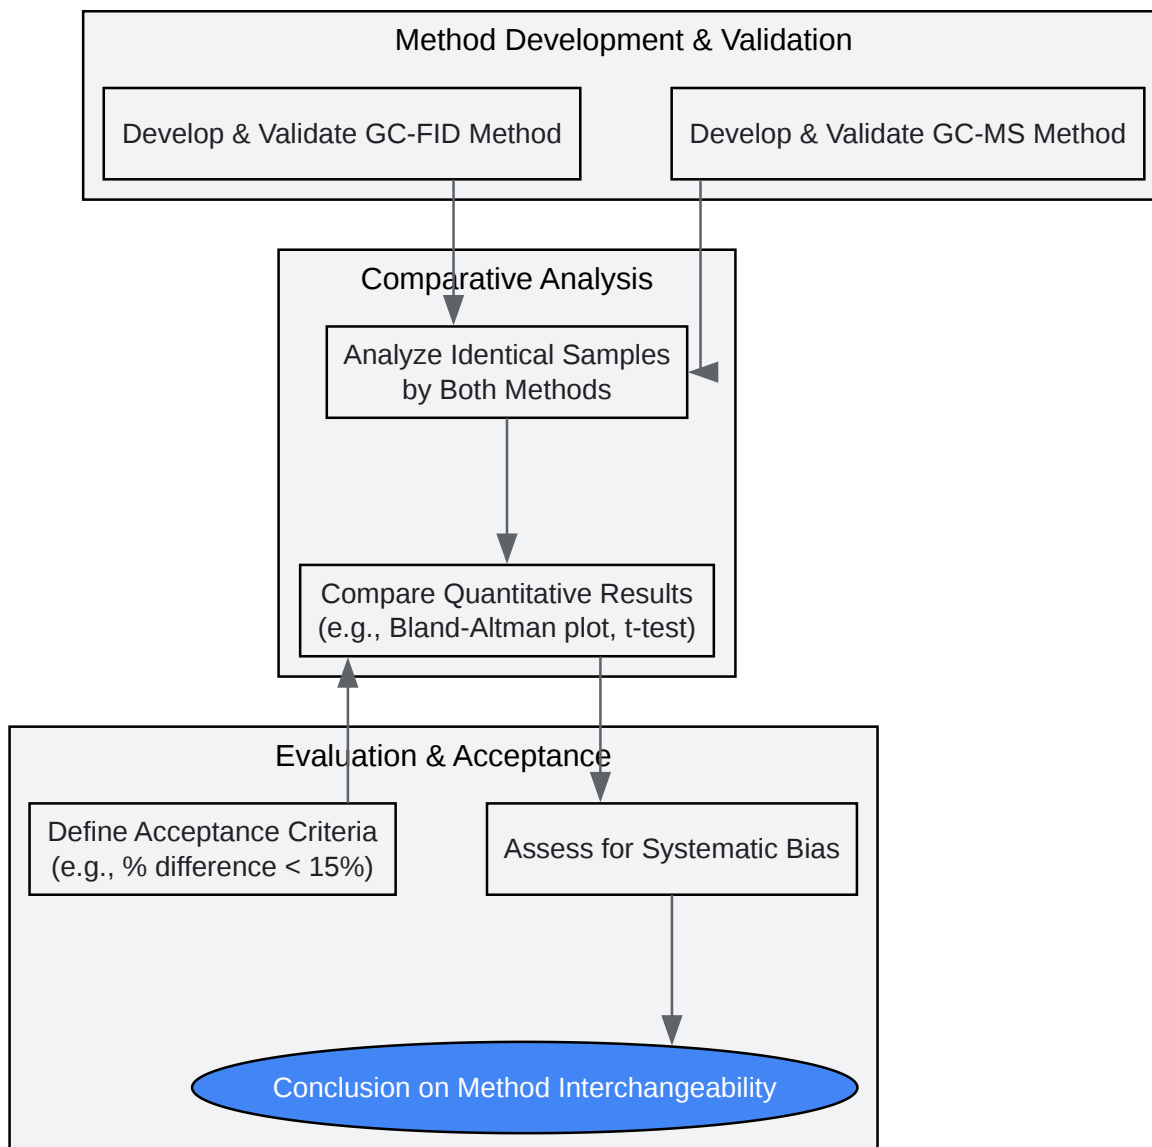 Method Development & Validation
Develop & Validate GC-FID Method
Develop & Validate GC-MS Method
Comparative Analysis
Analyze Identical Samples
by Both Methods
Compare Quantitative Results
(e.g., Bland-Altman plot, t-test)
Evaluation & Acceptance
Define Acceptance Criteria
(e.g., % difference < 15%)
Assess for Systematic Bias
Conclusion on Method Interchangeability